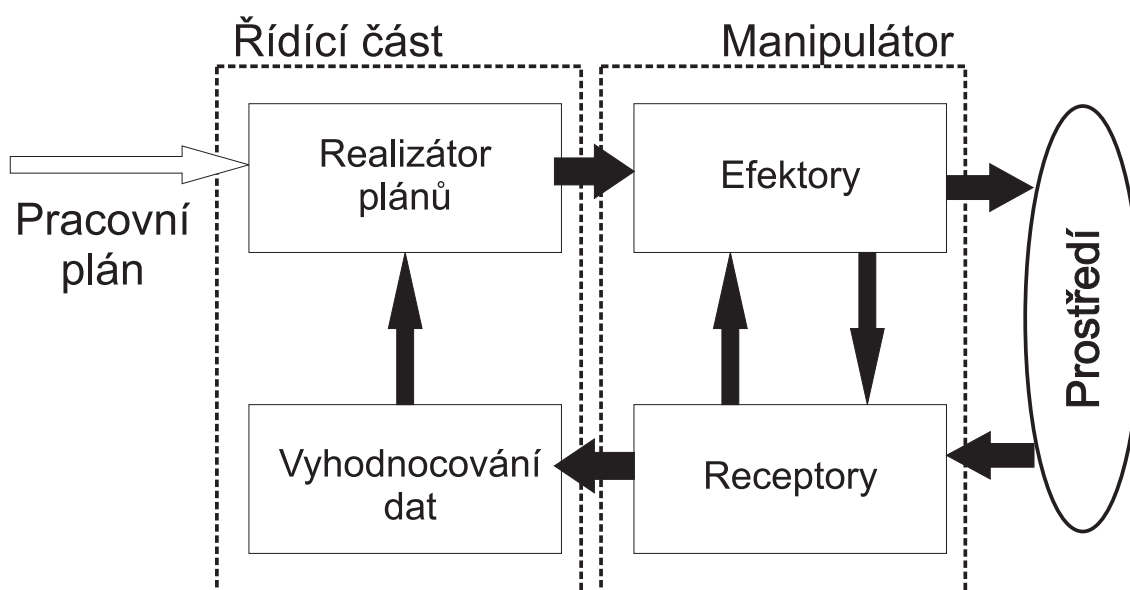 Řídící část
Manipulátor
Pracovní
plán
Realizátor
plánů
Efektory
Vyhodnocování
dat
Receptory
Prostředí